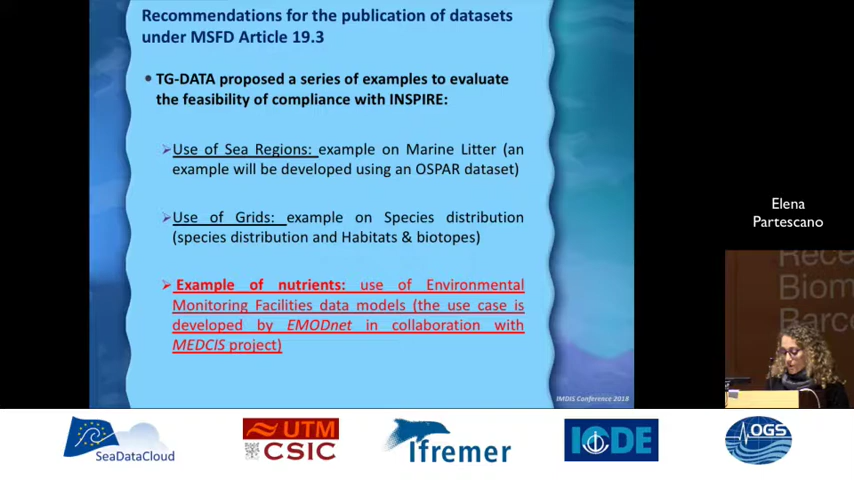 Recommendations for the publication of datasets
under MSFD Article 19.3
• TG-DATA proposed a series of examples to evaluate
the feasibility of compliance with INSPIRE:
➢Use of Sea Regions: example on Marine Litter (an
example will be developed using an OSPAR dataset)
➢Use of Grids: example on Species distribution
(species distribution and Habitats & biotopes)
➢ Example of nutrients: use of Environmental
Monitoring Facilities data models (the use case is
developed by EMODnet in collaboration with
MEDCIS project)
IMDIS Conference 2018
Elena
Partescano
Rece
Biom
Barc
SeaDataCloud
UTM
CSIC
Ifremer
IODE
OGS